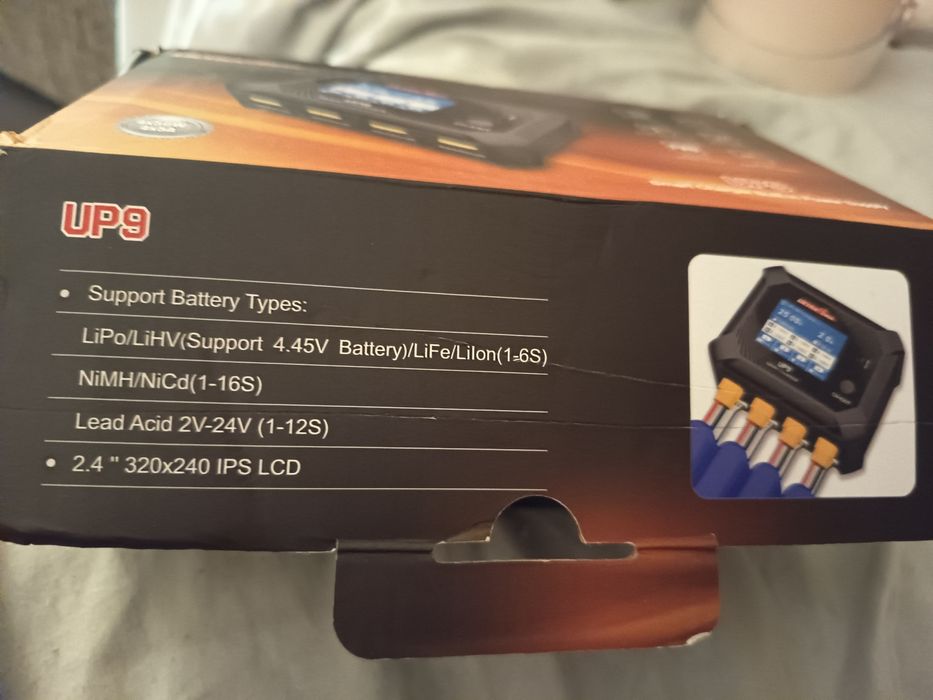 UP9
• Support Battery Types:
LiPo/LiHV(Support 4.45V Battery)/LiFe/LiIon(1-6S)
NiMH/NiCd(1-16S)
Lead Acid 2V-24V (1-12S)
• 2.4 " 320x240 IPS LCD
UP9